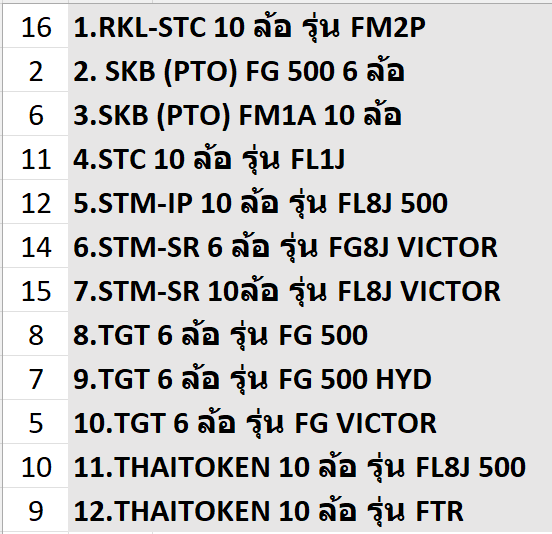 16 1.RKL-STC 10 ล้อ รุ่น FM2P
2 2. SKB (PTO) FG 500 6 ล้อ
6 3.SKB (PTO) FM1A 10 ล้อ
11 4.STC 10 ล้อ รุ่น FL1J
12 5.STM-IP 10 ล้อ รุ่น FL8J 500
14 6.STM-SR 6 ล้อ รุ่น FG8J VICTOR
15 7.STM-SR 10ล้อ รุ่น FL8J VICTOR
8 8.TGT 6 ล้อ รุ่น FG 500
7 9.TGT 6 ล้อ รุ่น FG 500 HYD
5 10.TGT 6 ล้อ รุ่น FG VICTOR
10 11.THAITOKEN 10 ล้อ รุ่น FL8J 500
9 12.THAITOKEN 10 ล้อ รุ่น FTR